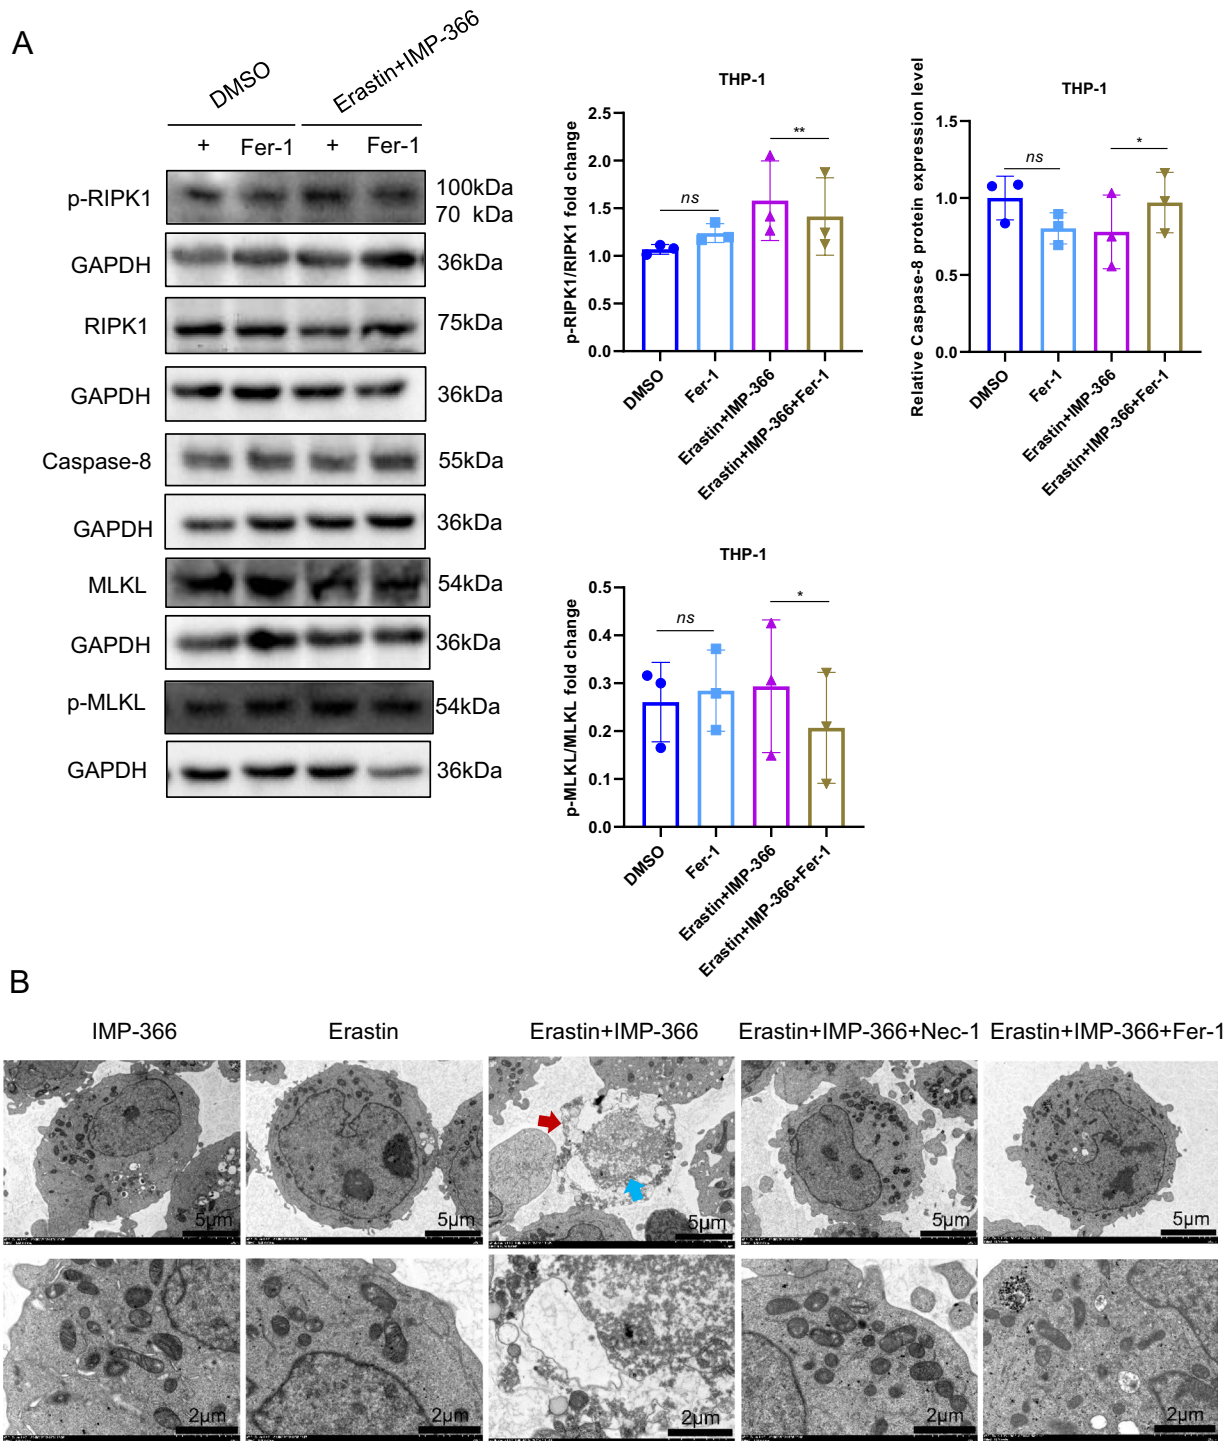 A
DMSO
Erastin+IMP-366
+ Fer-1 + Fer-1
p-RIPK1
100kDa
70 kDa
GAPDH 36kDa
RIPK1 75kDa
GAPDH 36kDa
Caspase-8 55kDa
GAPDH 36kDa
MLKL 54kDa
GAPDH 36kDa
p-MLKL 54kDa
GAPDH 36kDa
THP-1
p-RIPK1/RIPK1 fold change
2.5
2.0
1.5
1.0
0.5
0.0
ns
**
DMSO
Fer-1
Erastin+IMP-366
Erastin+IMP-366+Fer-1
THP-1
Relative Caspase-8 protein expression level
1.5
1.0
0.5
0.0
ns
*
DMSO
Fer-1
Erastin+IMP-366
Erastin+IMP-366+Fer-1
THP-1
p-MLKL/MLKL fold change
0.5
0.4
0.3
0.2
0.1
0.0
ns
*
DMSO
Fer-1
Erastin+IMP-366
Erastin+IMP-366+Fer-1
B
IMP-366 Erastin Erastin+IMP-366 Erastin+IMP-366+Nec-1 Erastin+IMP-366+Fer-1
5μm 5μm 5μm 5μm 5μm
2μm 2μm 2μm 2μm 2μm